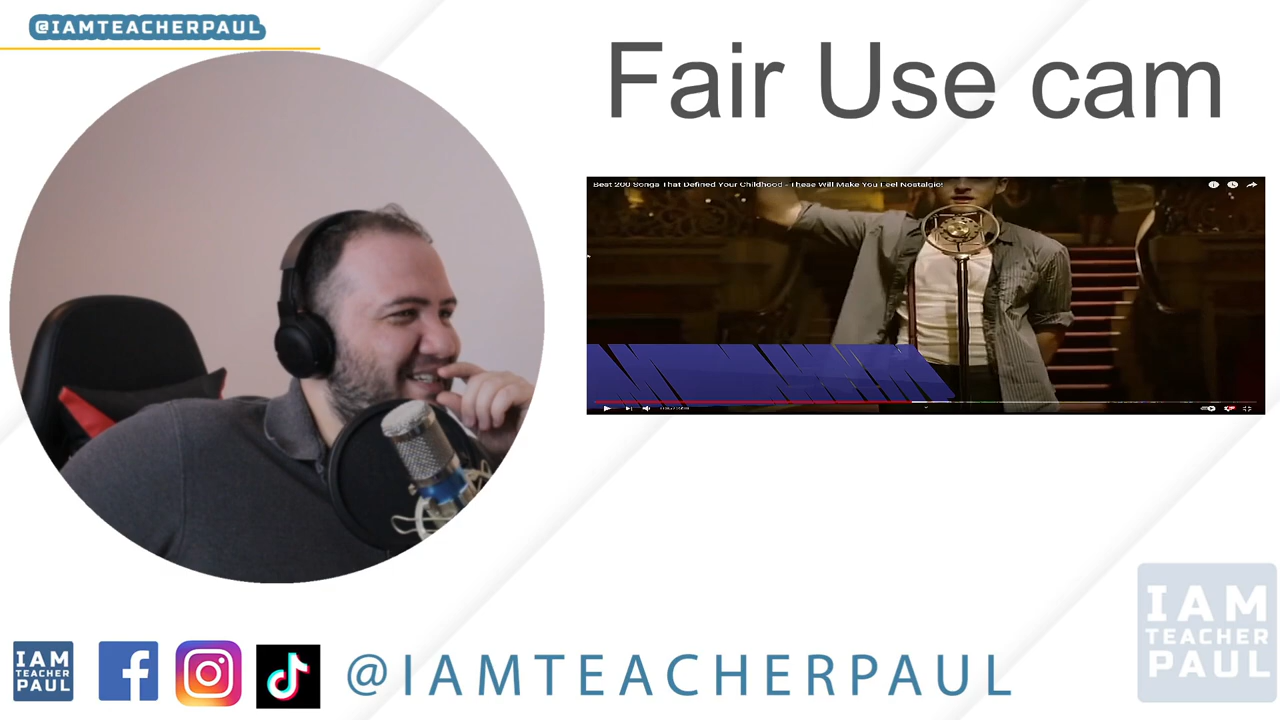 @IAMTEACHERPAUL
Fair Use cam
Best 200 Songs That Defined Your Childhood - These Will Make You Feel Nostalgic!
IAM
TEACHER
PAUL
IAM
TEACHER
PAUL
@IAMTEACHERPAUL